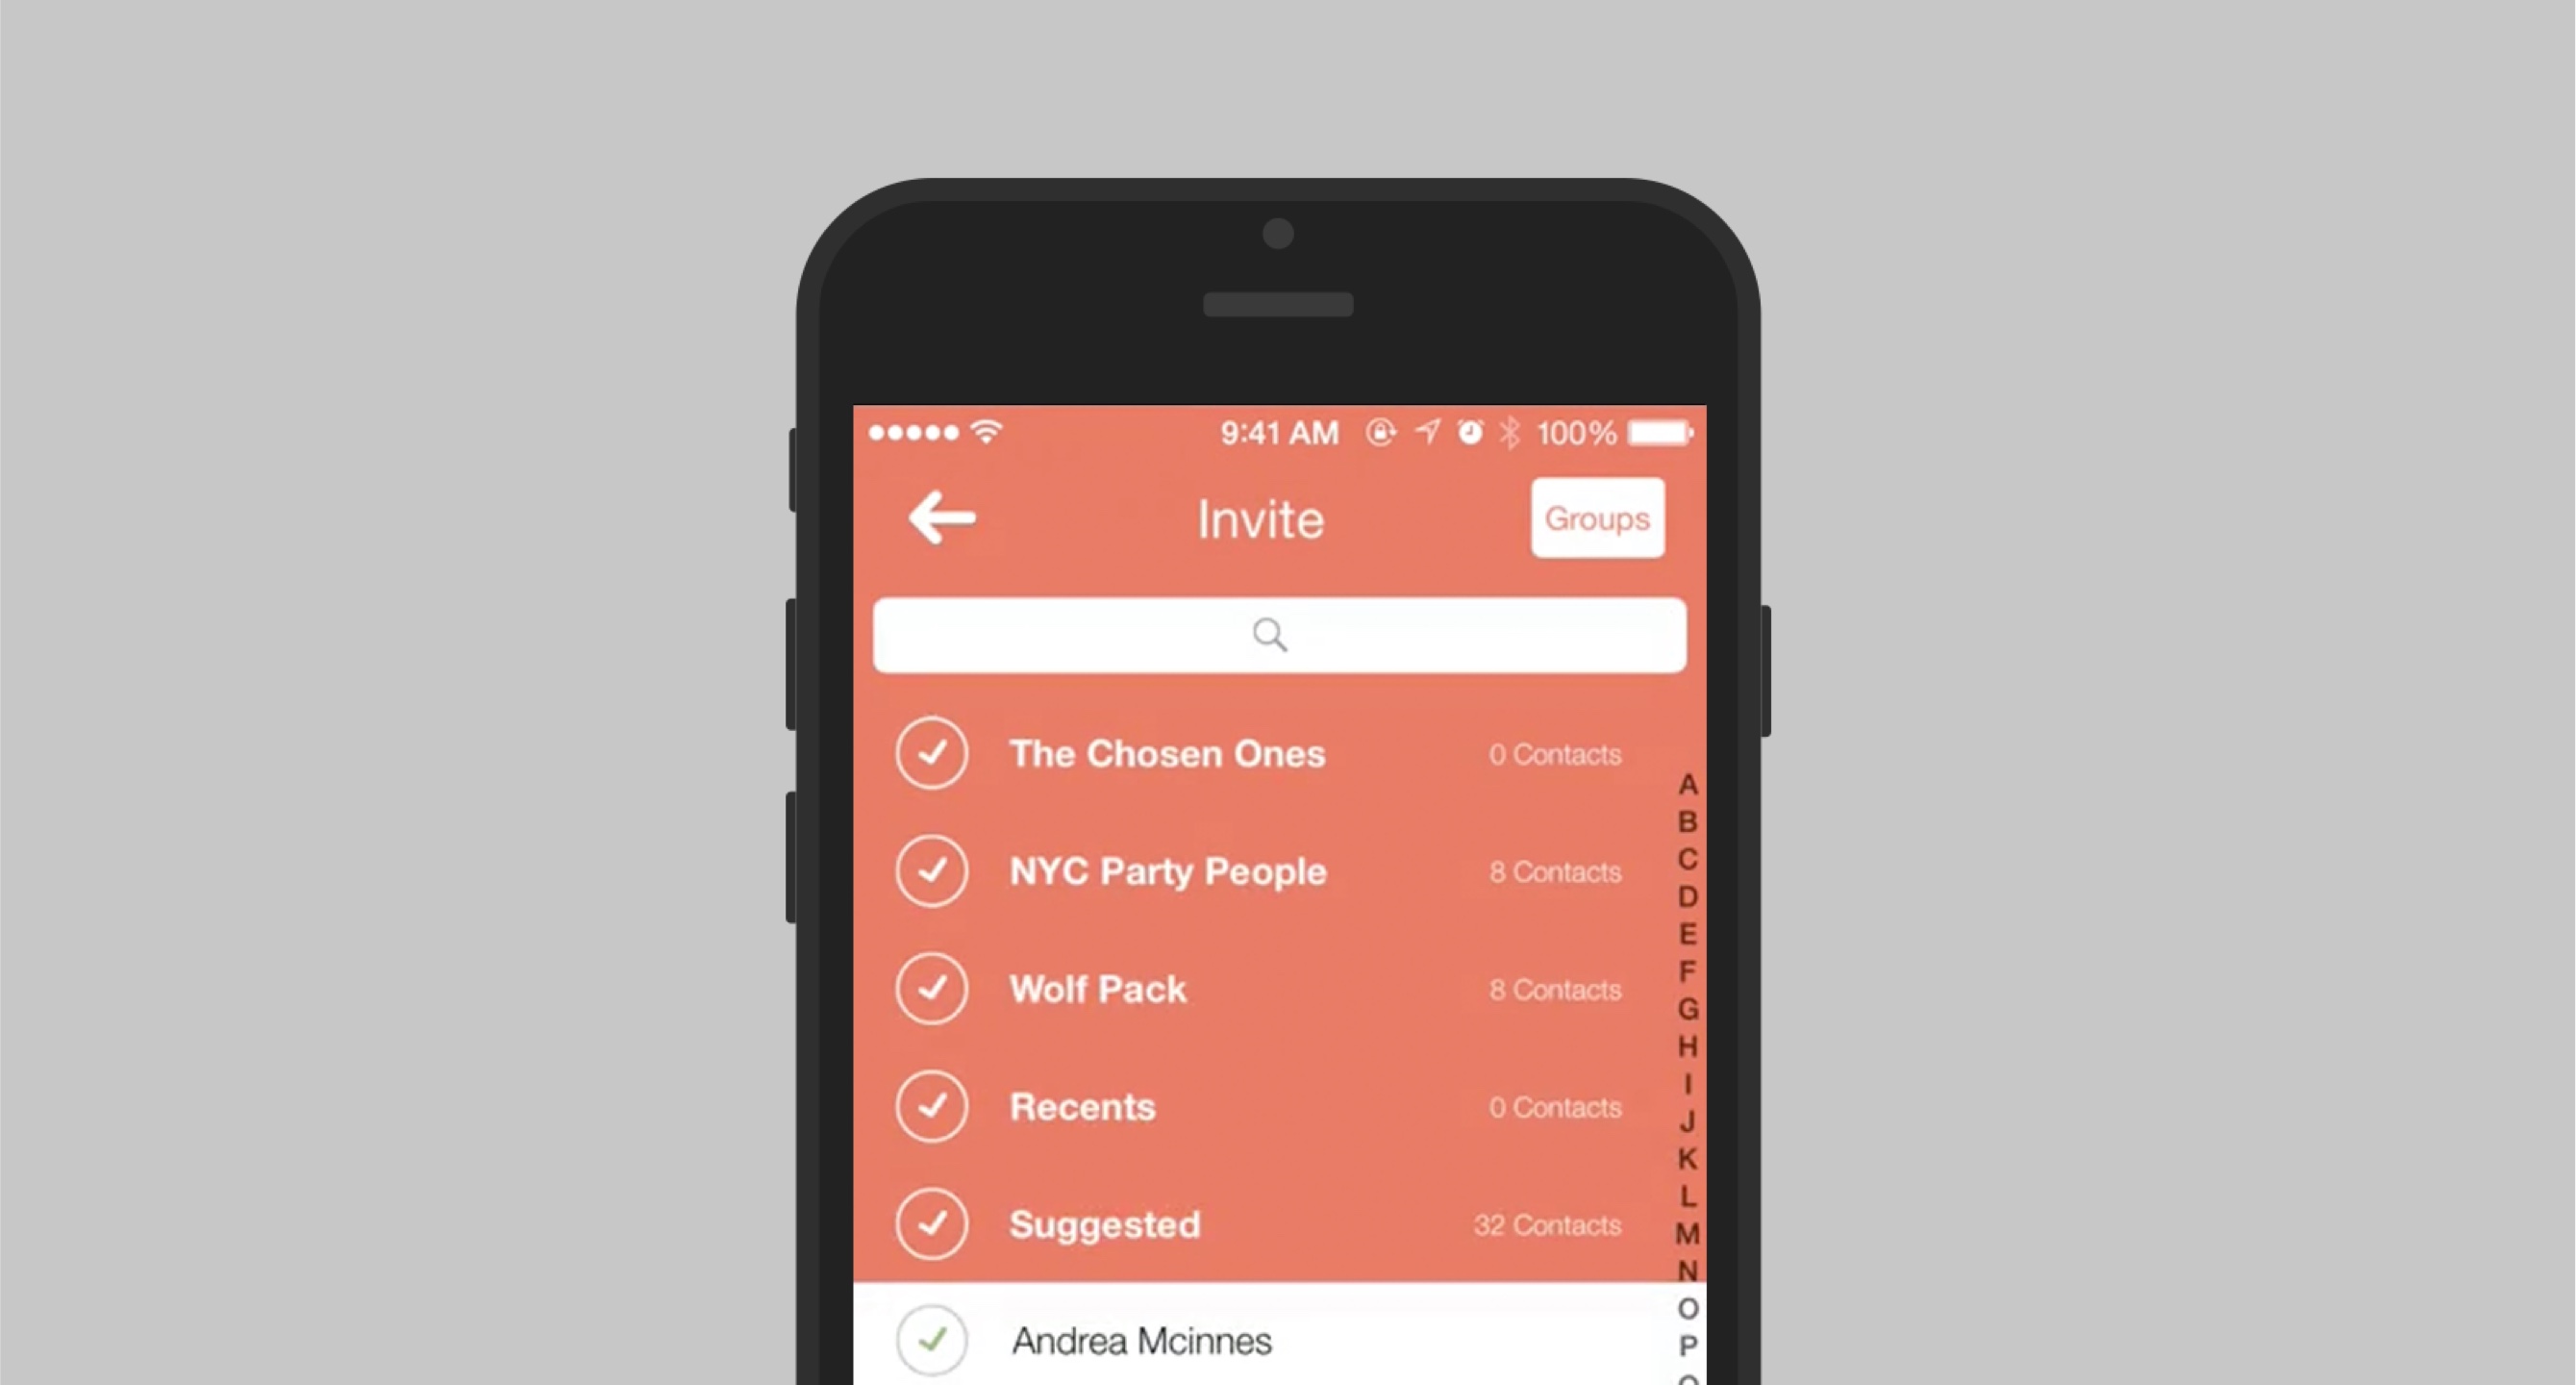 9:41 AM 100%
Invite
Groups
The Chosen Ones 0 Contacts
NYC Party People 8 Contacts
Wolf Pack 8 Contacts
Recents 0 Contacts
Suggested 32 Contacts
Andrea Mcinnes
A
B
C
D
E
F
G
H
I
J
K
L
M
N
O
P